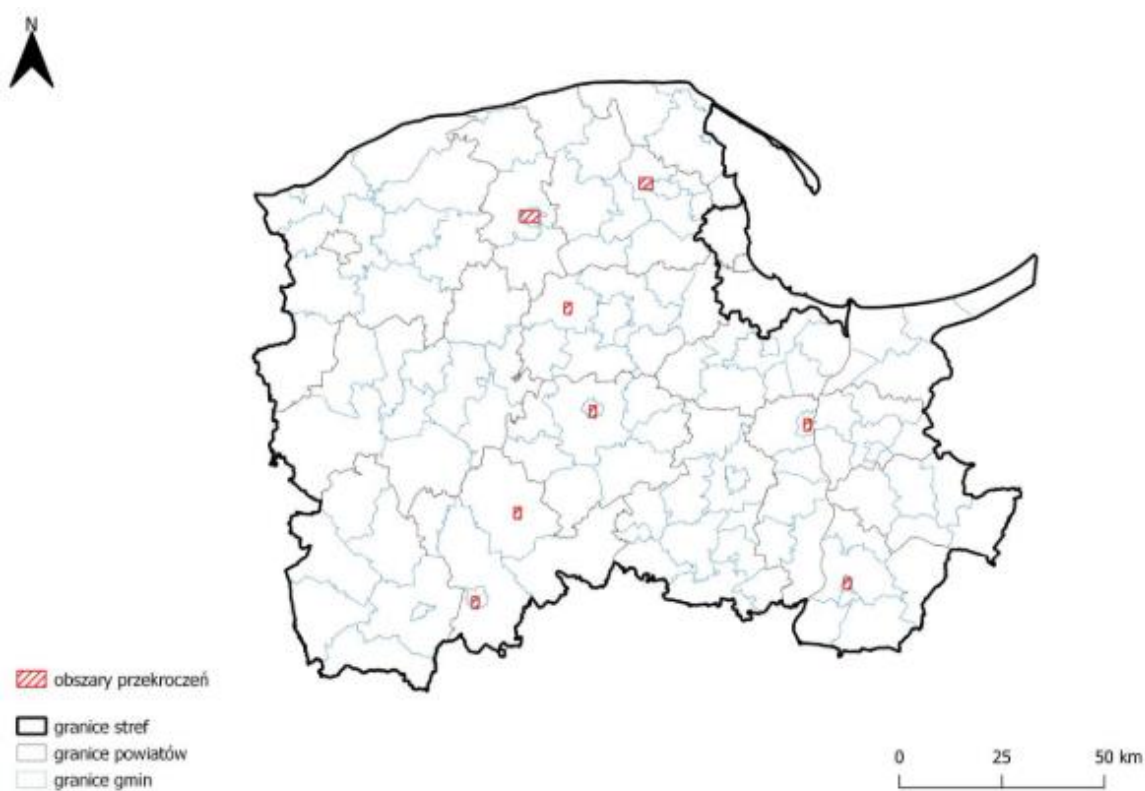 N
obszary przekroczeń
granice stref
granice powiatów
granice gmin
0 25 50 km